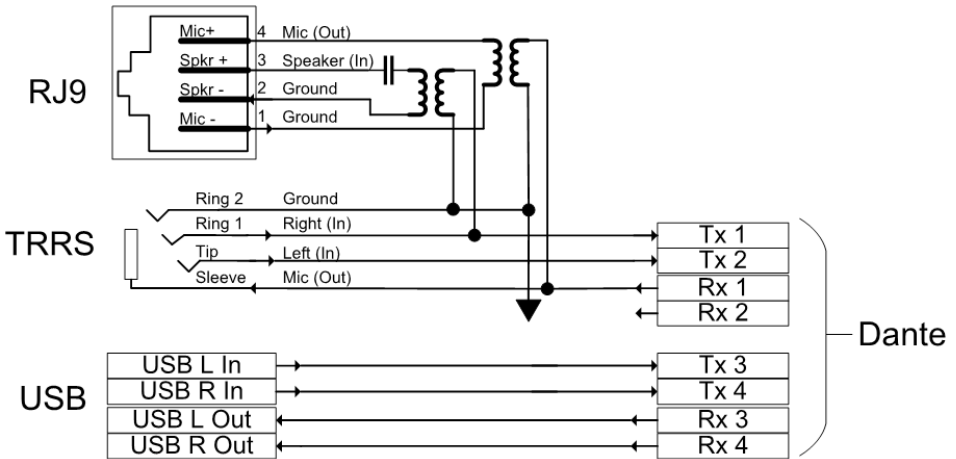 Mic+ 4 Mic (Out)
Spkr + 3 Speaker (In)
RJ9
Spkr - 2 Ground
Mic - 1 Ground
Ring 2 Ground
Ring 1 Right (In)
TRRS
Tip Left (In)
Sleeve Mic (Out)
Tx 1
Tx 2
Rx 1
Rx 2
Dante
USB
USB L In Tx 3
USB R In Tx 4
USB L Out Rx 3
USB R Out Rx 4